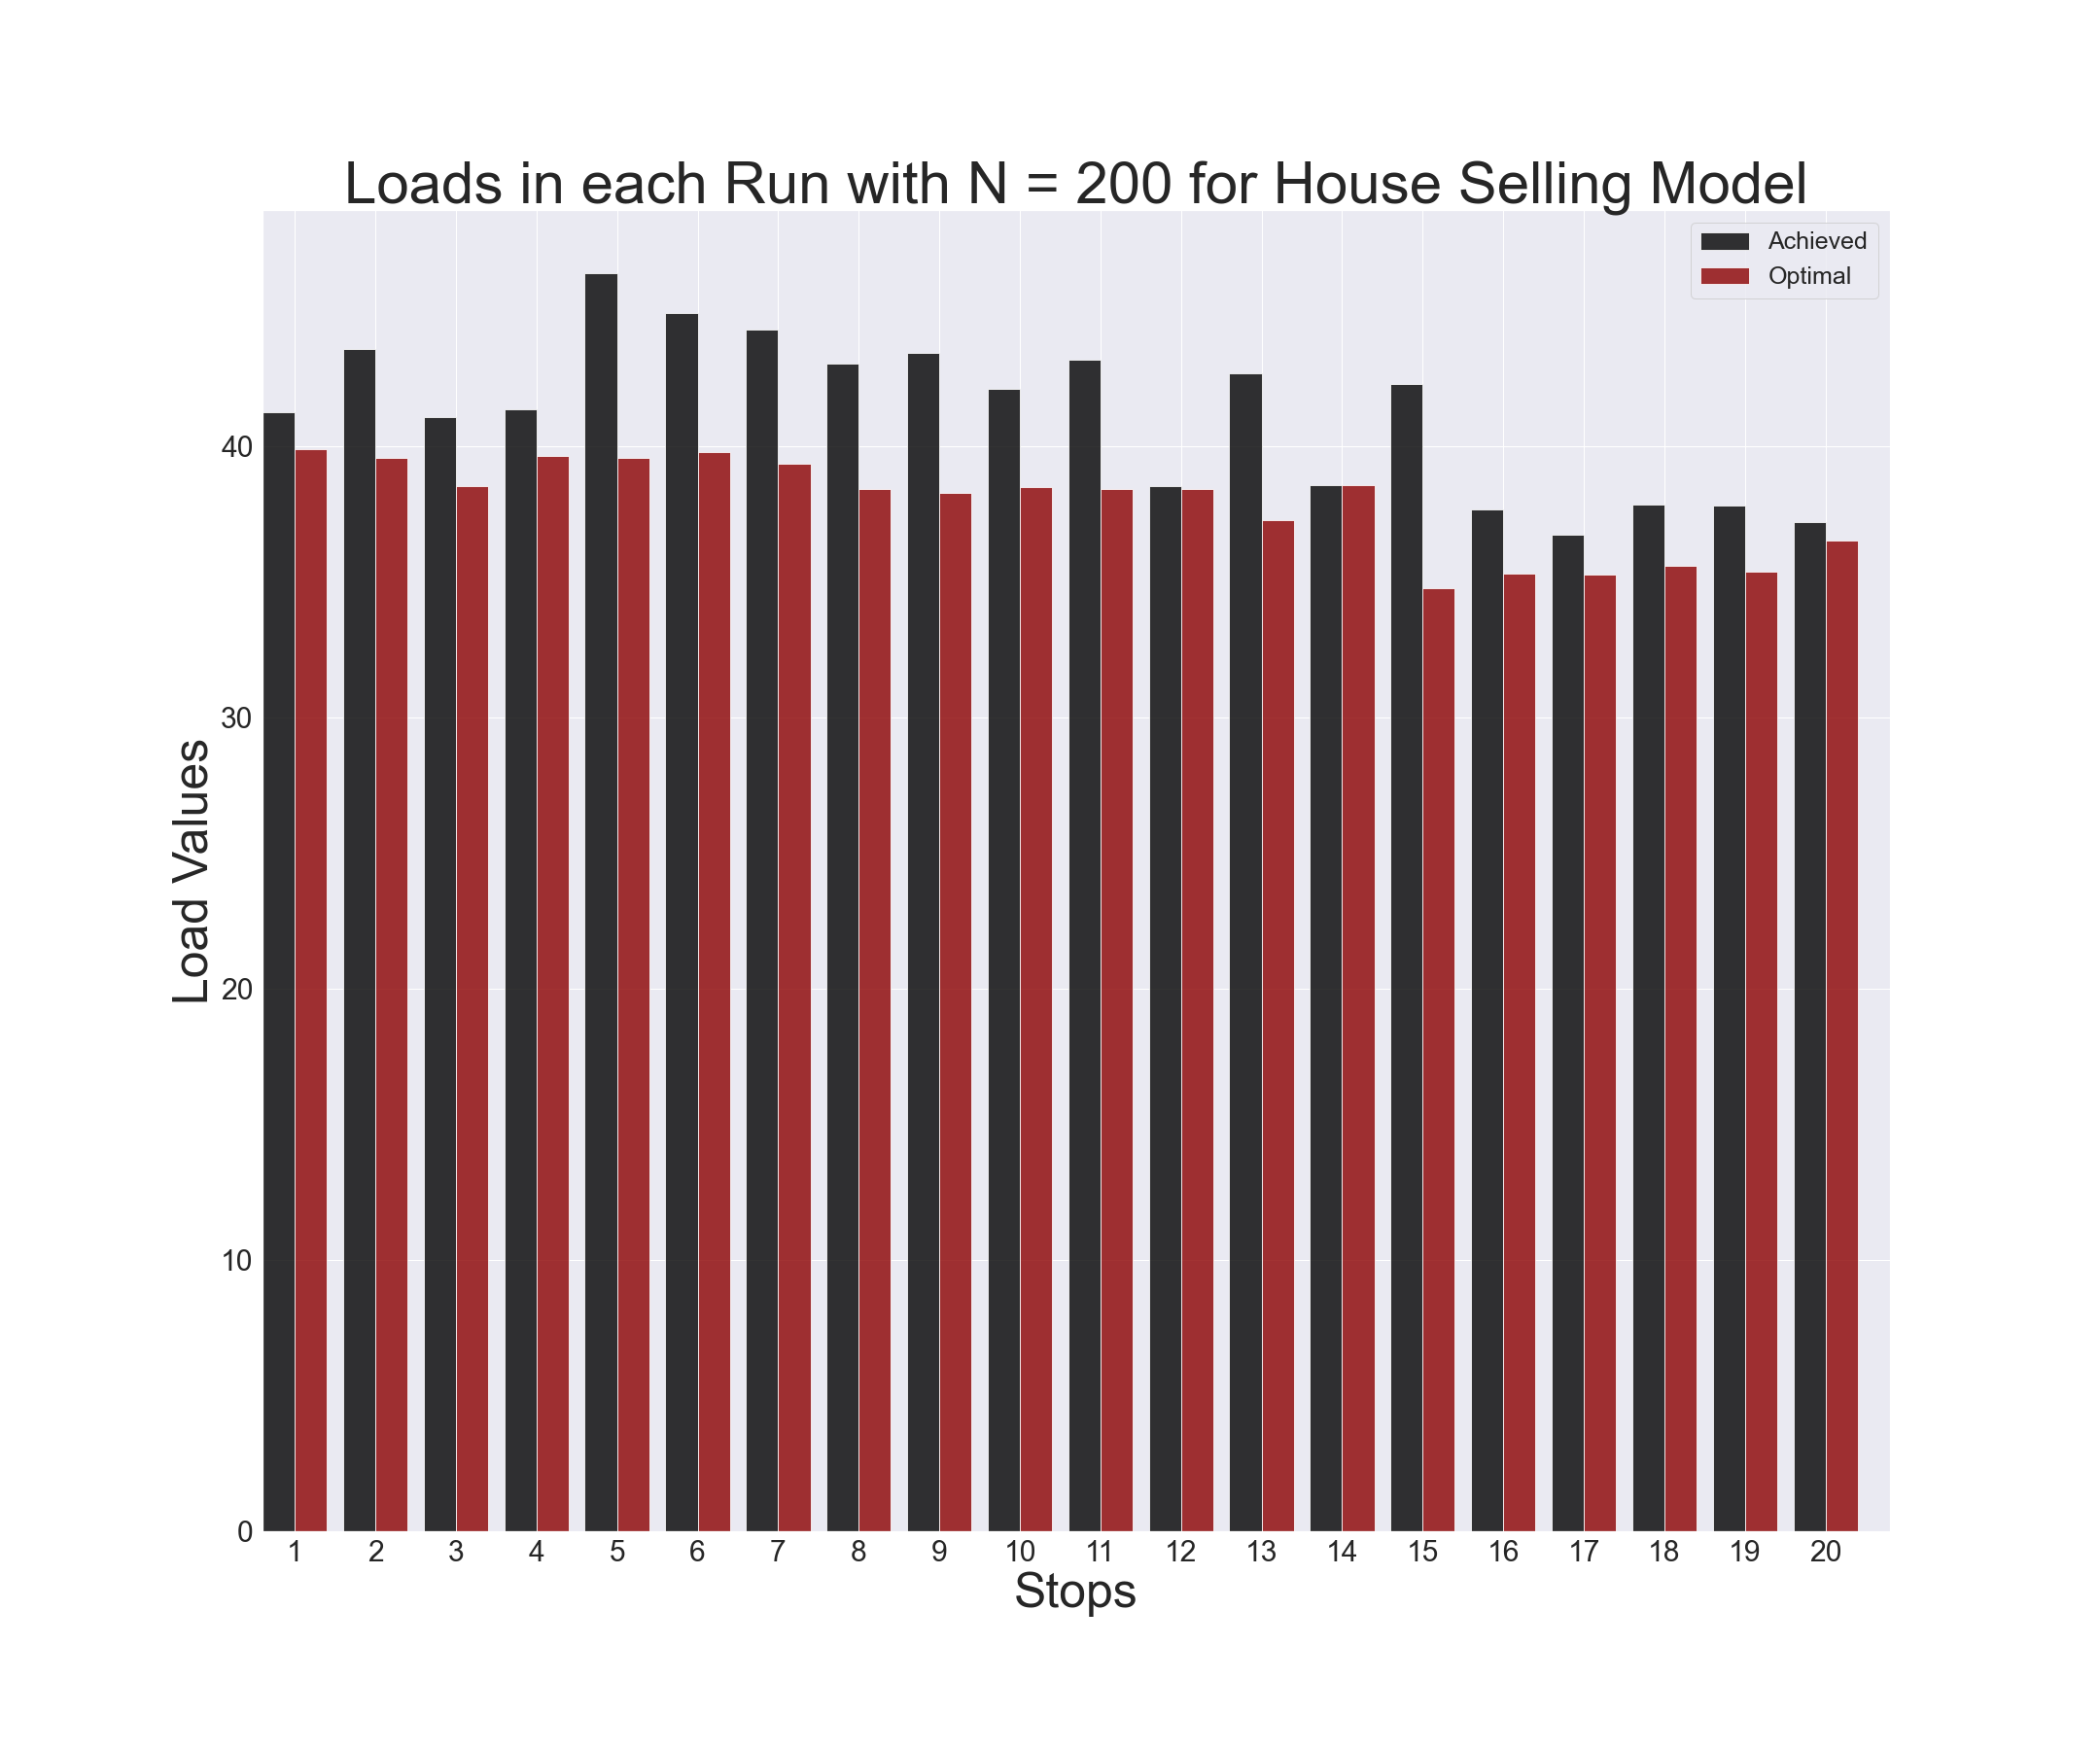 Loads in each Run with N = 200 for House Selling Model
Achieved
Optimal
Load Values
40
30
20
10
0
1 2 3 4 5 6 7 8 9 10 11 12 13 14 15 16 17 18 19 20
Stops